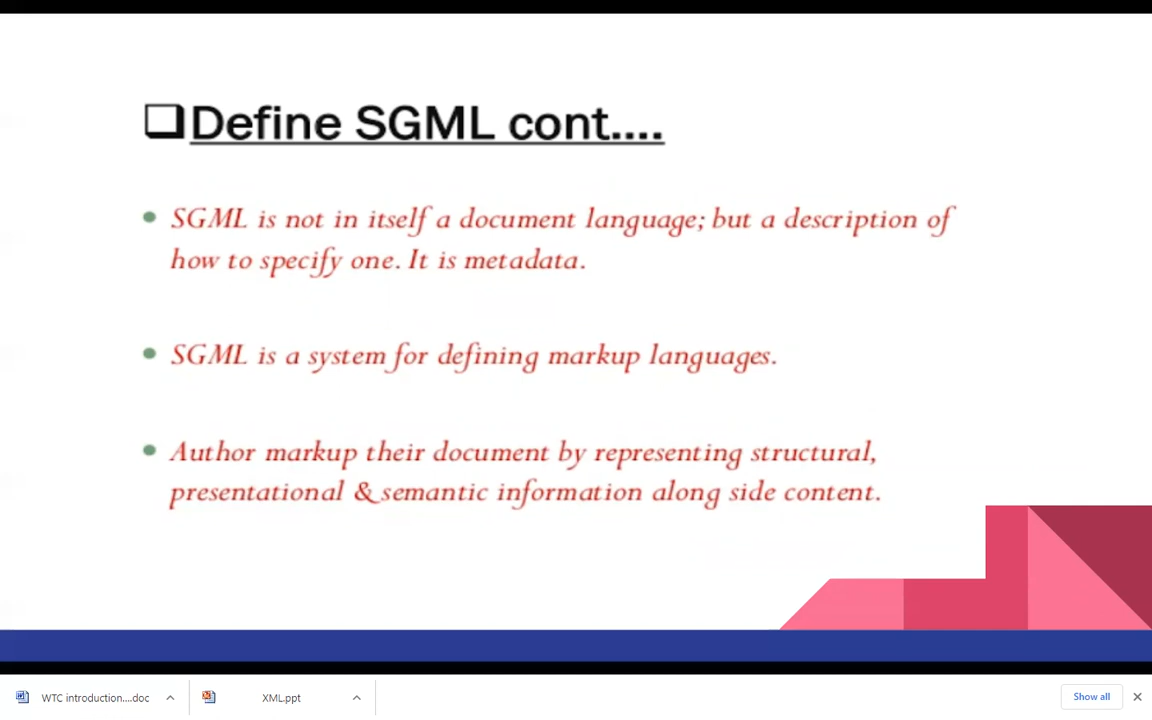 Define SGML cont....
SGML is not in itself a document language; but a description of
how to specify one. It is metadata.
SGML is a system for defining markup languages.
Author markup their document by representing structural,
presentational & semantic information along side content.
WTC introduction....doc
XML.ppt
Show all